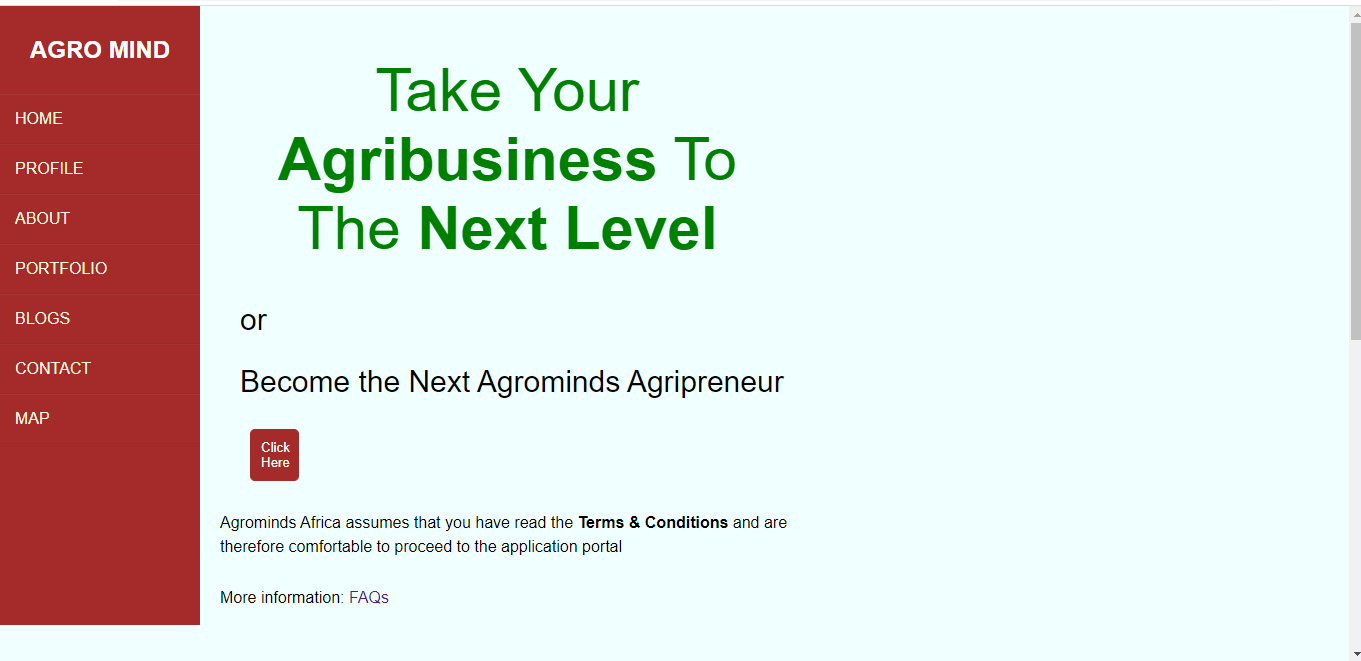 AGRO MIND
HOME
PROFILE
ABOUT
PORTFOLIO
BLOGS
CONTACT
MAP
Take Your
Agribusiness To
The Next Level
or
Become the Next Agrominds Agripreneur
Click
Here
Agrominds Africa assumes that you have read the Terms & Conditions and are
therefore comfortable to proceed to the application portal
More information: FAQs